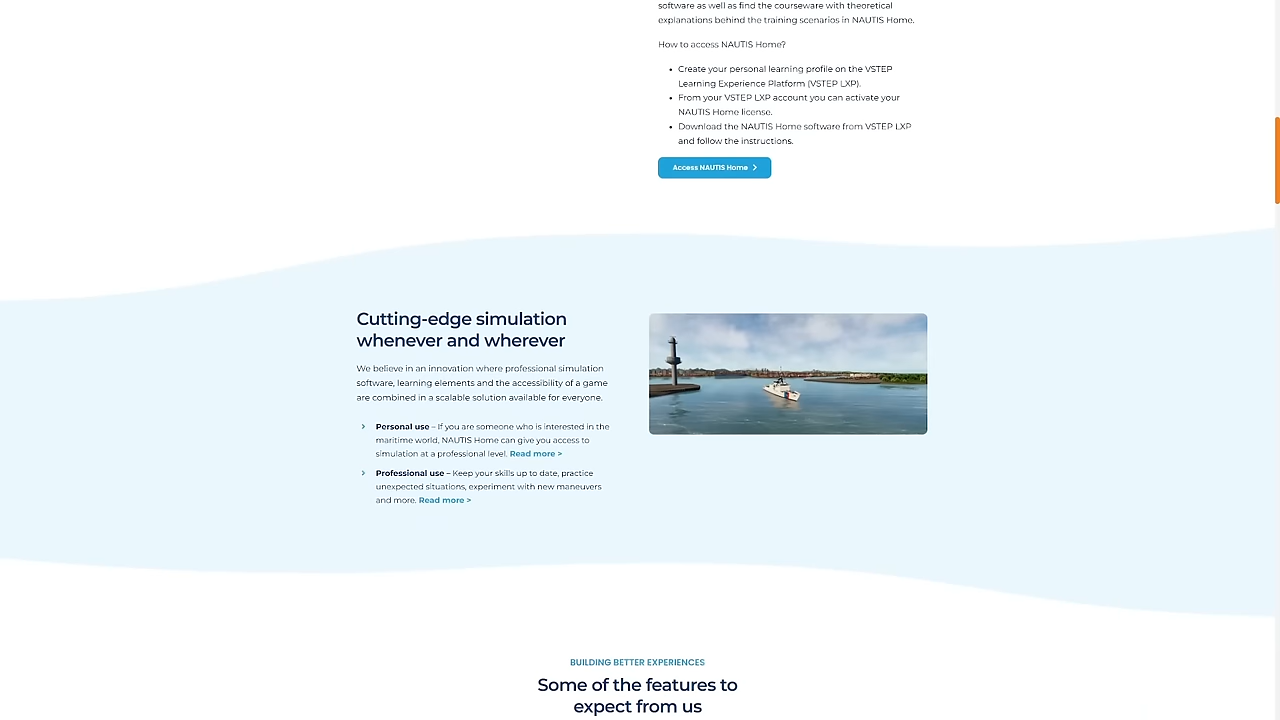 software as well as find the courseware with theoretical
explanations behind the training scenarios in NAUTIS Home.
How to access NAUTIS Home?
• Create your personal learning profile on the VSTEP
Learning Experience Platform (VSTEP LXP).
• From your VSTEP LXP account you can activate your
NAUTIS Home license.
• Download the NAUTIS Home software from VSTEP LXP
and follow the instructions.
Access NAUTIS Home >
Cutting-edge simulation
whenever and wherever
We believe in an innovation where professional simulation
software, learning elements and the accessibility of a game
are combined in a scalable solution available for everyone.
> Personal use – If you are someone who is interested in the
maritime world, NAUTIS Home can give you access to
simulation at a professional level. Read more >
> Professional use – Keep your skills up to date, practice
unexpected situations, experiment with new maneuvers
and more. Read more >
BUILDING BETTER EXPERIENCES
Some of the features to
expect from us